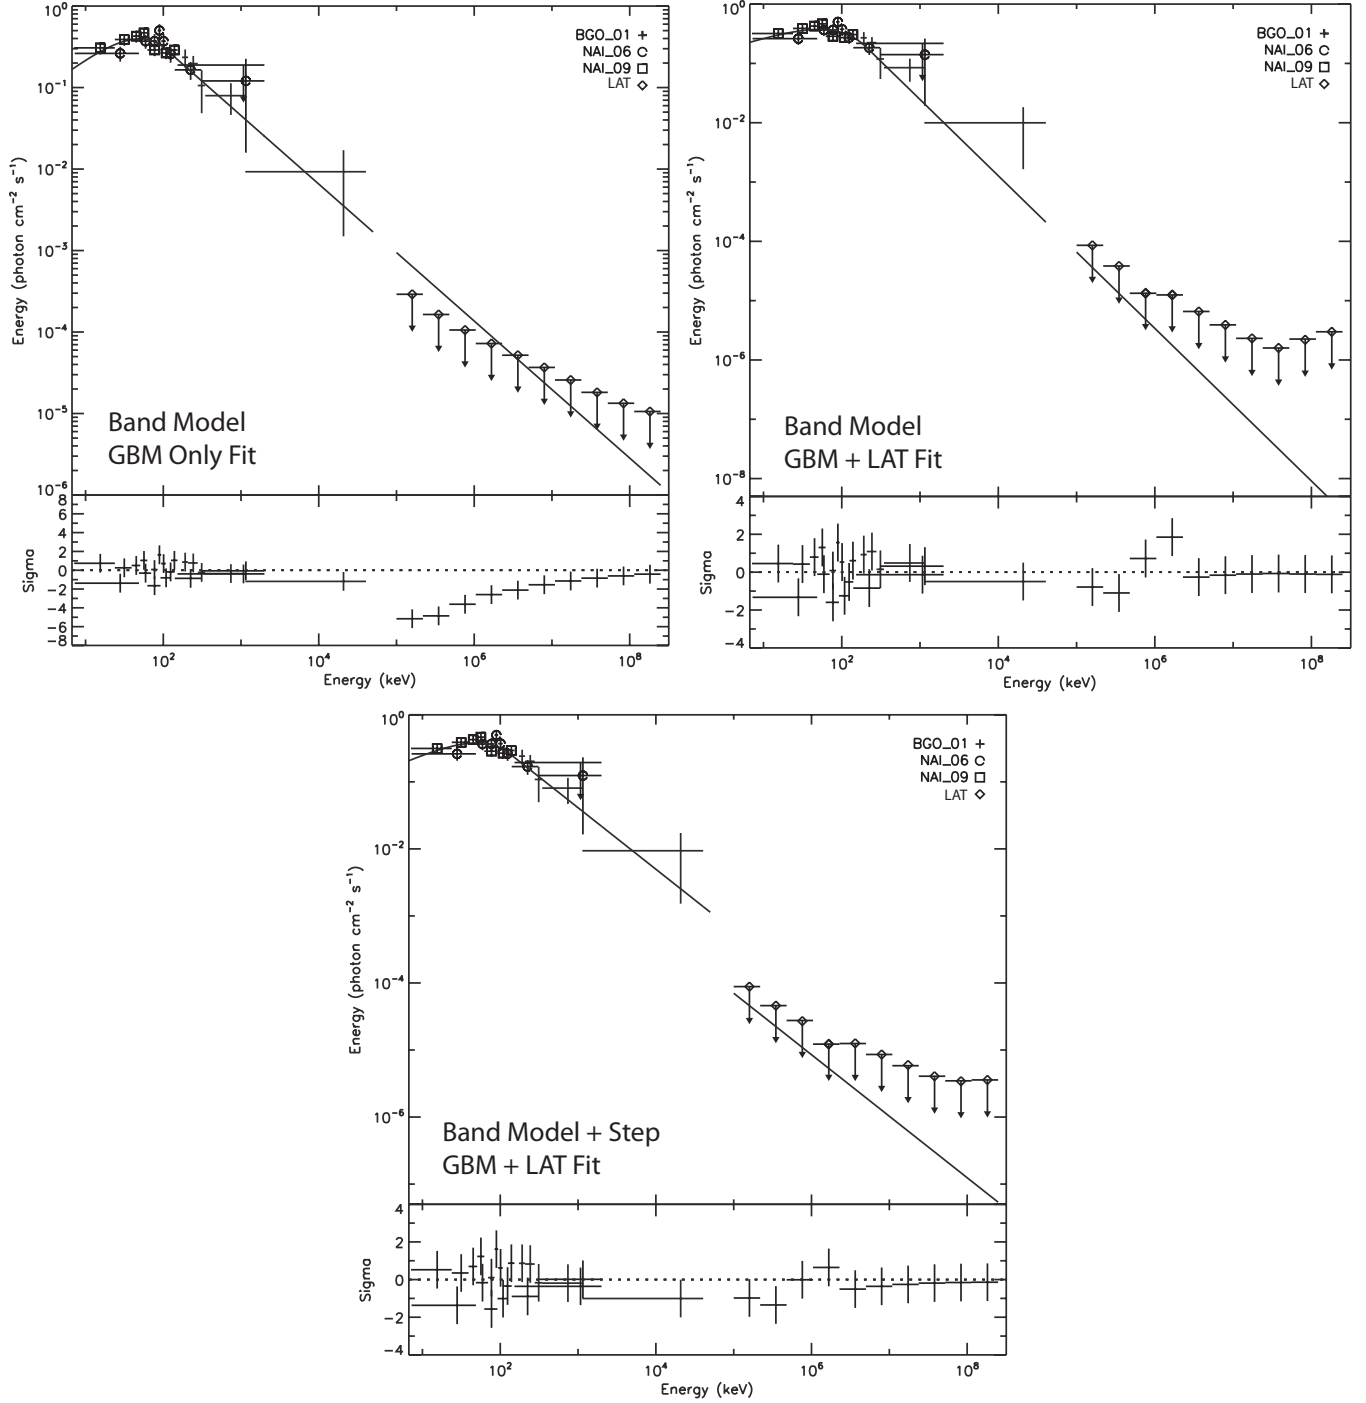 Energy (photon cm⁻² s⁻¹)
10⁰
10⁻¹
10⁻²
10⁻³
10⁻⁴
10⁻⁵
10⁻⁶
BGO_01 +
NAI_06
NAI_09
LAT
Band Model
GBM Only Fit
Sigma
8
6
4
2
0
−2
−4
−6
−8
10² 10⁴ 10⁶ 10⁸
Energy (keV)
Energy (photon cm⁻² s⁻¹)
10⁰
10⁻²
10⁻⁴
10⁻⁶
10⁻⁸
BGO_01 +
NAI_06
NAI_09
LAT
Band Model
GBM + LAT Fit
Sigma
4
2
0
−2
−4
10² 10⁴ 10⁶ 10⁸
Energy (keV)
Energy (photon cm⁻² s⁻¹)
10⁰
10⁻²
10⁻⁴
10⁻⁶
BGO_01 +
NAI_06
NAI_09
LAT
Band Model + Step
GBM + LAT Fit
Sigma
4
2
0
−2
−4
10² 10⁴ 10⁶ 10⁸
Energy (keV)